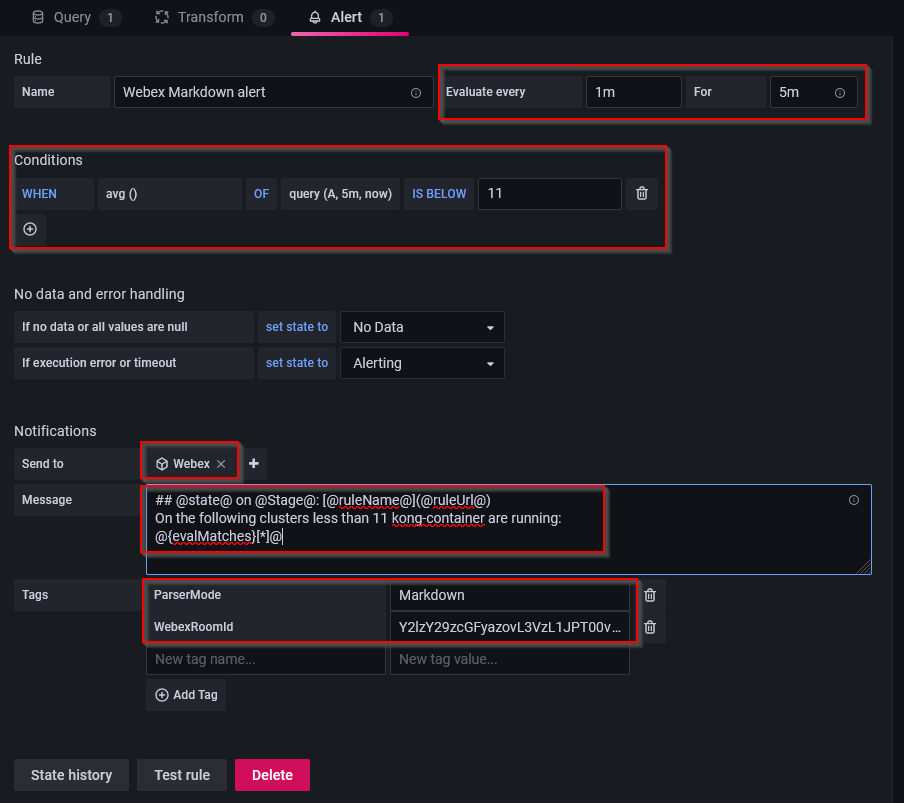 Query 1 Transform 0 Alert 1
Rule
Name Webex Markdown alert Evaluate every 1m For 5m
Conditions
WHEN avg () OF query (A, 5m, now) IS BELOW 11
No data and error handling
If no data or all values are null set state to No Data
If execution error or timeout set state to Alerting
Notifications
Send to Webex
Message ## @state@ on @Stage@: [@ruleName@](@ruleUrl@)
On the following clusters less than 11 kong-container are running:
@{evalMatches}[*]@
Tags ParserMode Markdown
WebexRoomId Y2lzY29zcGFyazovL3VzL1JPT00v...
New tag name... New tag value...
Add Tag
State history Test rule Delete